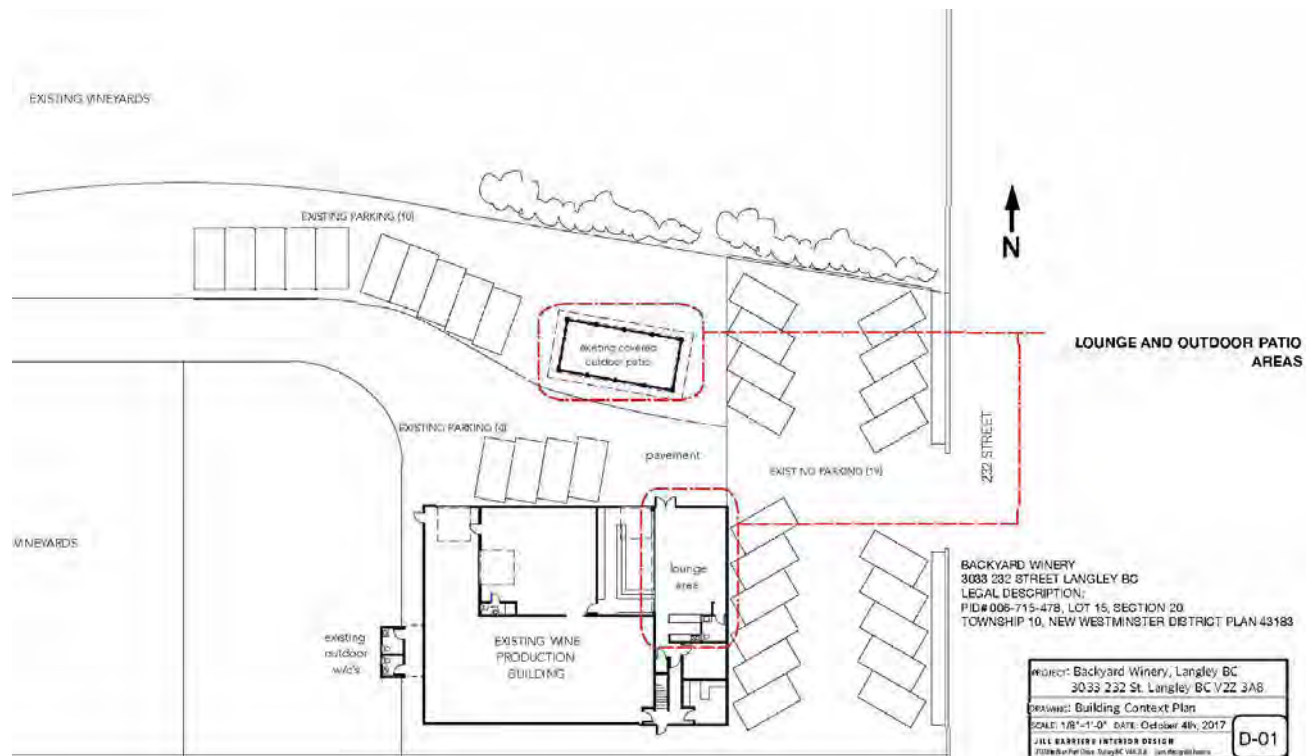 EXISTING VINEYARDS
EXISTING PARKING (10)
N
existing covered
outdoor patio
LOUNGE AND OUTDOOR PATIO
AREAS
232 STREET
EXISTING PARKING (4)
pavement
EXISTING PARKING (19)
VINEYARDS
lounge
area
existing
outdoor
w/c's
EXISTING WINE
PRODUCTION
BUILDING
BACKYARD WINERY
3033 232 STREET LANGLEY BC
LEGAL DESCRIPTION:
PID# 006-715-478, LOT 15, SECTION 20
TOWNSHIP 10, NEW WESTMINSTER DISTRICT PLAN 43183
PROJECT: Backyard Winery, Langley BC
3033 232 St. Langley BC V2Z 3A8
DRAWING: Building Context Plan
SCALE: 1/8"=1'-0" DATE: October 4th, 2017
JILL BARRIERE INTERIOR DESIGN
D-01